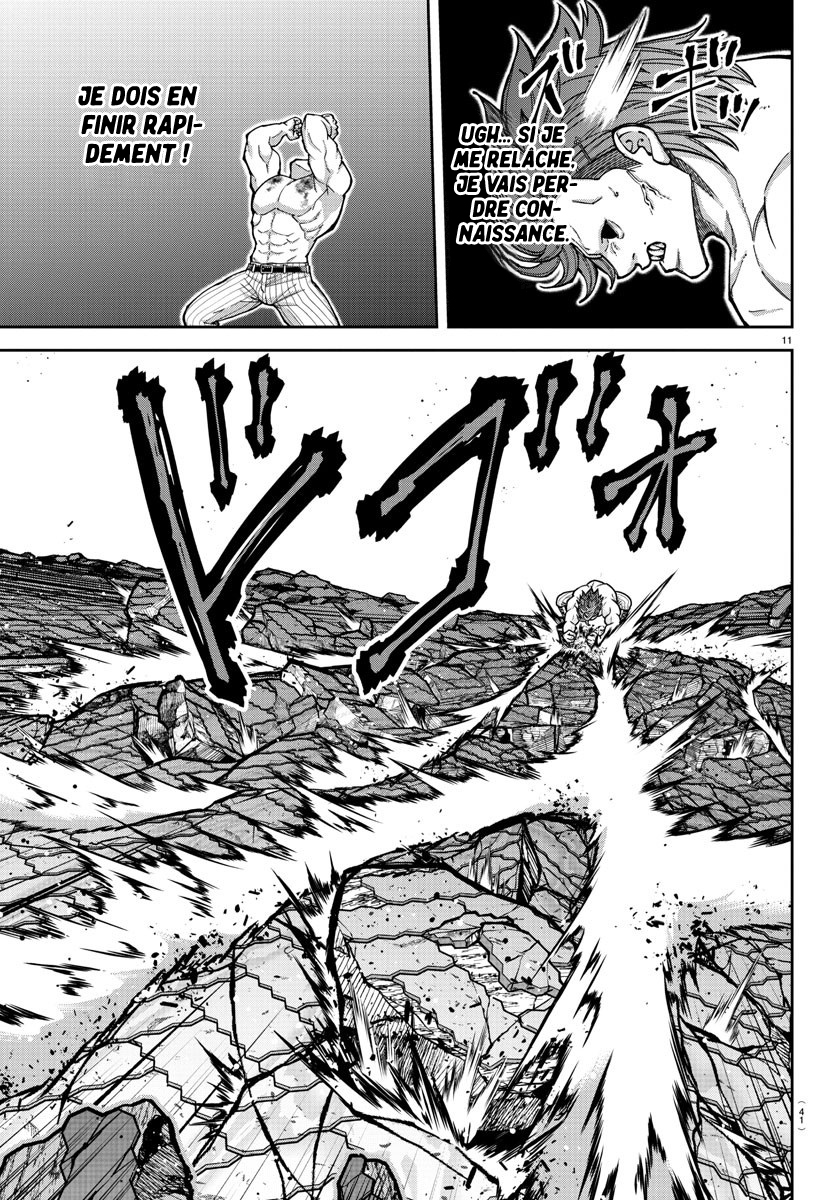 UGH... SI JE
ME RELÂCHE,
JE VAIS PER-
DRE CON-
NAISSANCE.
ズギッ
JE DOIS EN
FINIR RAPI-
DEMENT !
11
ドゴォ
(41)